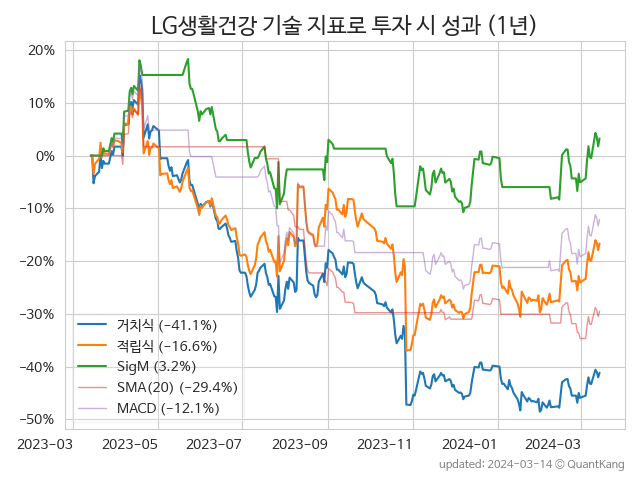 LG생활건강 기술 지표로 투자 시 성과 (1년)
20%
10%
0%
−10%
−20%
−30%
−40%
−50%
거치식 (−41.1%)
적립식 (−16.6%)
SigM (3.2%)
SMA(20) (−29.4%)
MACD (−12.1%)
2023-03
2023-05
2023-07
2023-09
2023-11
2024-01
2024-03
updated: 2024-03-14 © QuantKang